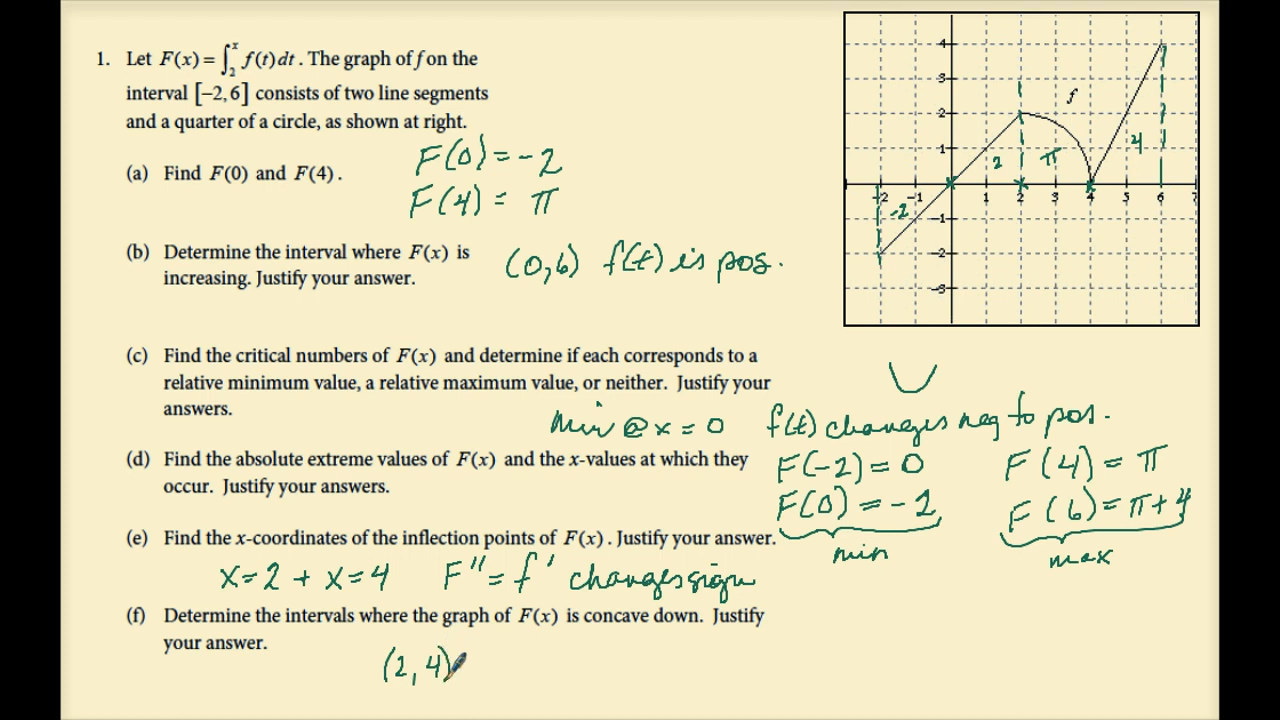 1. Let F(x) = ∫₂ˣ f(t) dt. The graph of f on the
interval [−2, 6] consists of two line segments
and a quarter of a circle, as shown at right.
(a) Find F(0) and F(4).
F(0) = -2
F(4) = π
(b) Determine the interval where F(x) is
increasing. Justify your answer.
(0,6) f(t) is pos.
(c) Find the critical numbers of F(x) and determine if each corresponds to a
relative minimum value, a relative maximum value, or neither. Justify your
answers.
min @ x = 0 f(t) changes neg to pos.
(d) Find the absolute extreme values of F(x) and the x-values at which they
occur. Justify your answers.
F(-2) = 0 F(4) = π
F(0) = -2 F(6) = π + 4
min max
(e) Find the x-coordinates of the inflection points of F(x). Justify your answer.
x = 2 + x = 4 F'' = f' changes sign
(f) Determine the intervals where the graph of F(x) is concave down. Justify
your answer.
(2, 4)
4
3
f
2
1
2 π 4
-2 -1 1 2 3 4 5 6 7
-2
-1
-2
-3